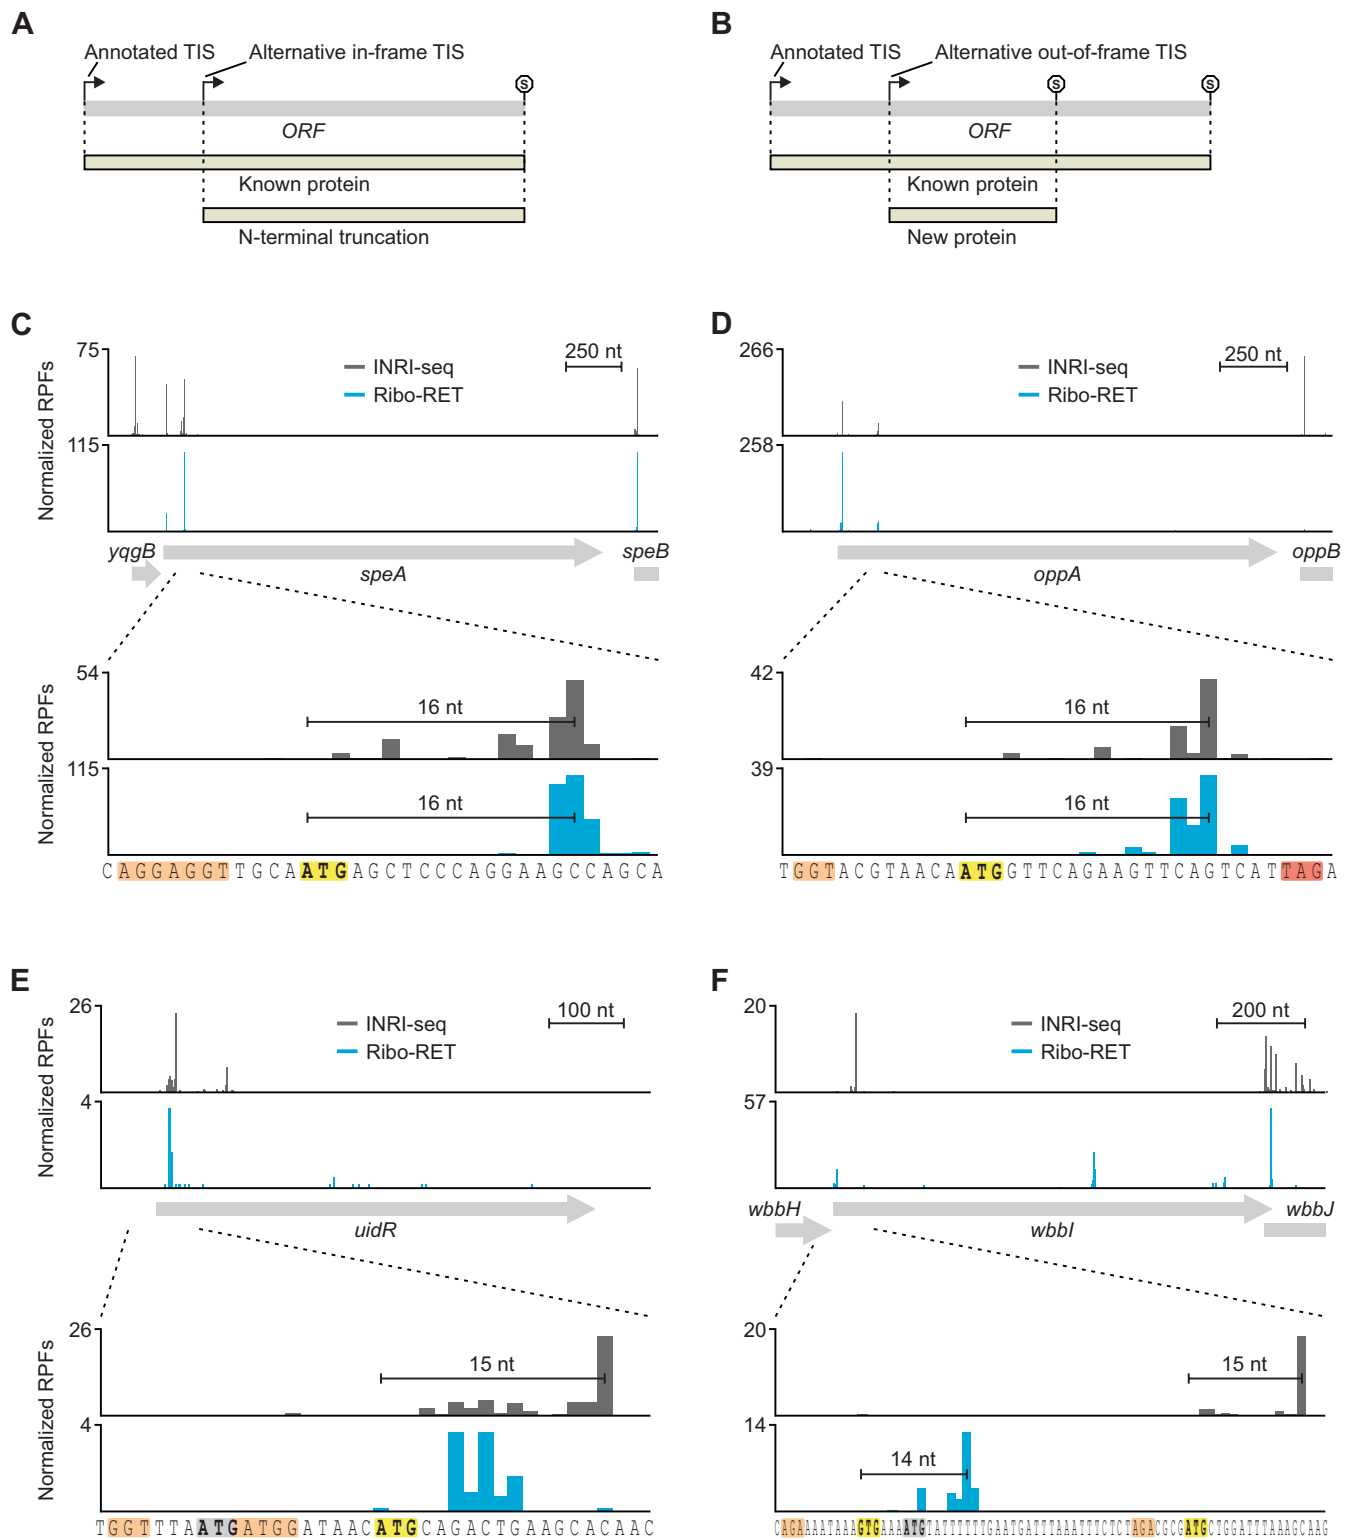 A
Annotated TIS
Alternative in-frame TIS
S
ORF
Known protein
N-terminal truncation
B
Annotated TIS
Alternative out-of-frame TIS
S
S
ORF
Known protein
New protein
C
Normalized RPFs
75
INRI-seq
Ribo-RET
250 nt
115
yqgB
speA
speB
Normalized RPFs
54
16 nt
115
16 nt
CAGGAGGTTGCAATGAGCTCCCAGGAAGCCAGCA
D
266
INRI-seq
Ribo-RET
250 nt
258
oppA
oppB
42
16 nt
39
16 nt
TGGTACGTAACAATGGTTCAGAAGTTCAGTCATTAGA
E
Normalized RPFs
26
INRI-seq
Ribo-RET
100 nt
4
uidR
Normalized RPFs
26
15 nt
4
TGGTTTAATGATGGATAACATGCAGACTGAAGCACAAC
F
20
INRI-seq
Ribo-RET
200 nt
57
wbbH
wbbI
wbbJ
20
15 nt
14
14 nt
CAGAAAATAAAGTGAAAATGTATTTTTTGAATGATTTAAATTTCTCTAGACGCGATGCTGGATTTAAAGCAAG